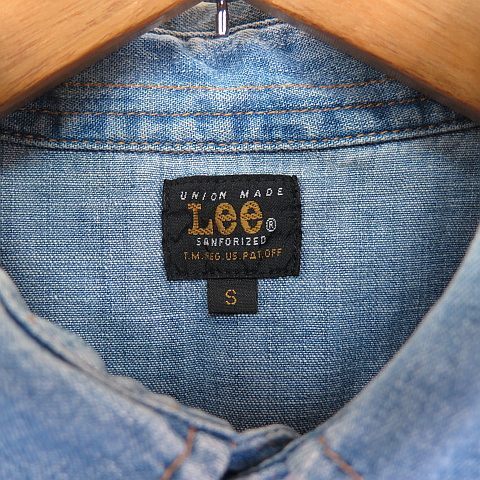 UNION MADE
Lee®
SANFORIZED
T.M.REG.US.PAT.OFF
S